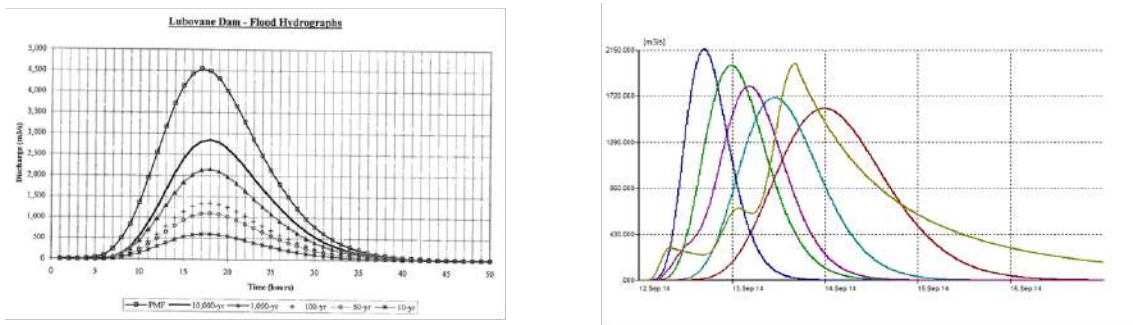 Lubovane Dam - Flood Hydrographs
5,000
4,500
4,000
3,500
3,000
2,500
2,000
1,500
1,000
500
0
Discharge (m3/s)
0 5 10 15 20 25 30 35 40 45 50
Time (hours)
PMF 10,000-yr 1,000-yr 100-yr 50-yr 10-yr
[m3/s]
2150.000
1720.000
1290.000
860.000
430.000
.000
12.Sep.14 13.Sep.14 14.Sep.14 15.Sep.14 16.Sep.14